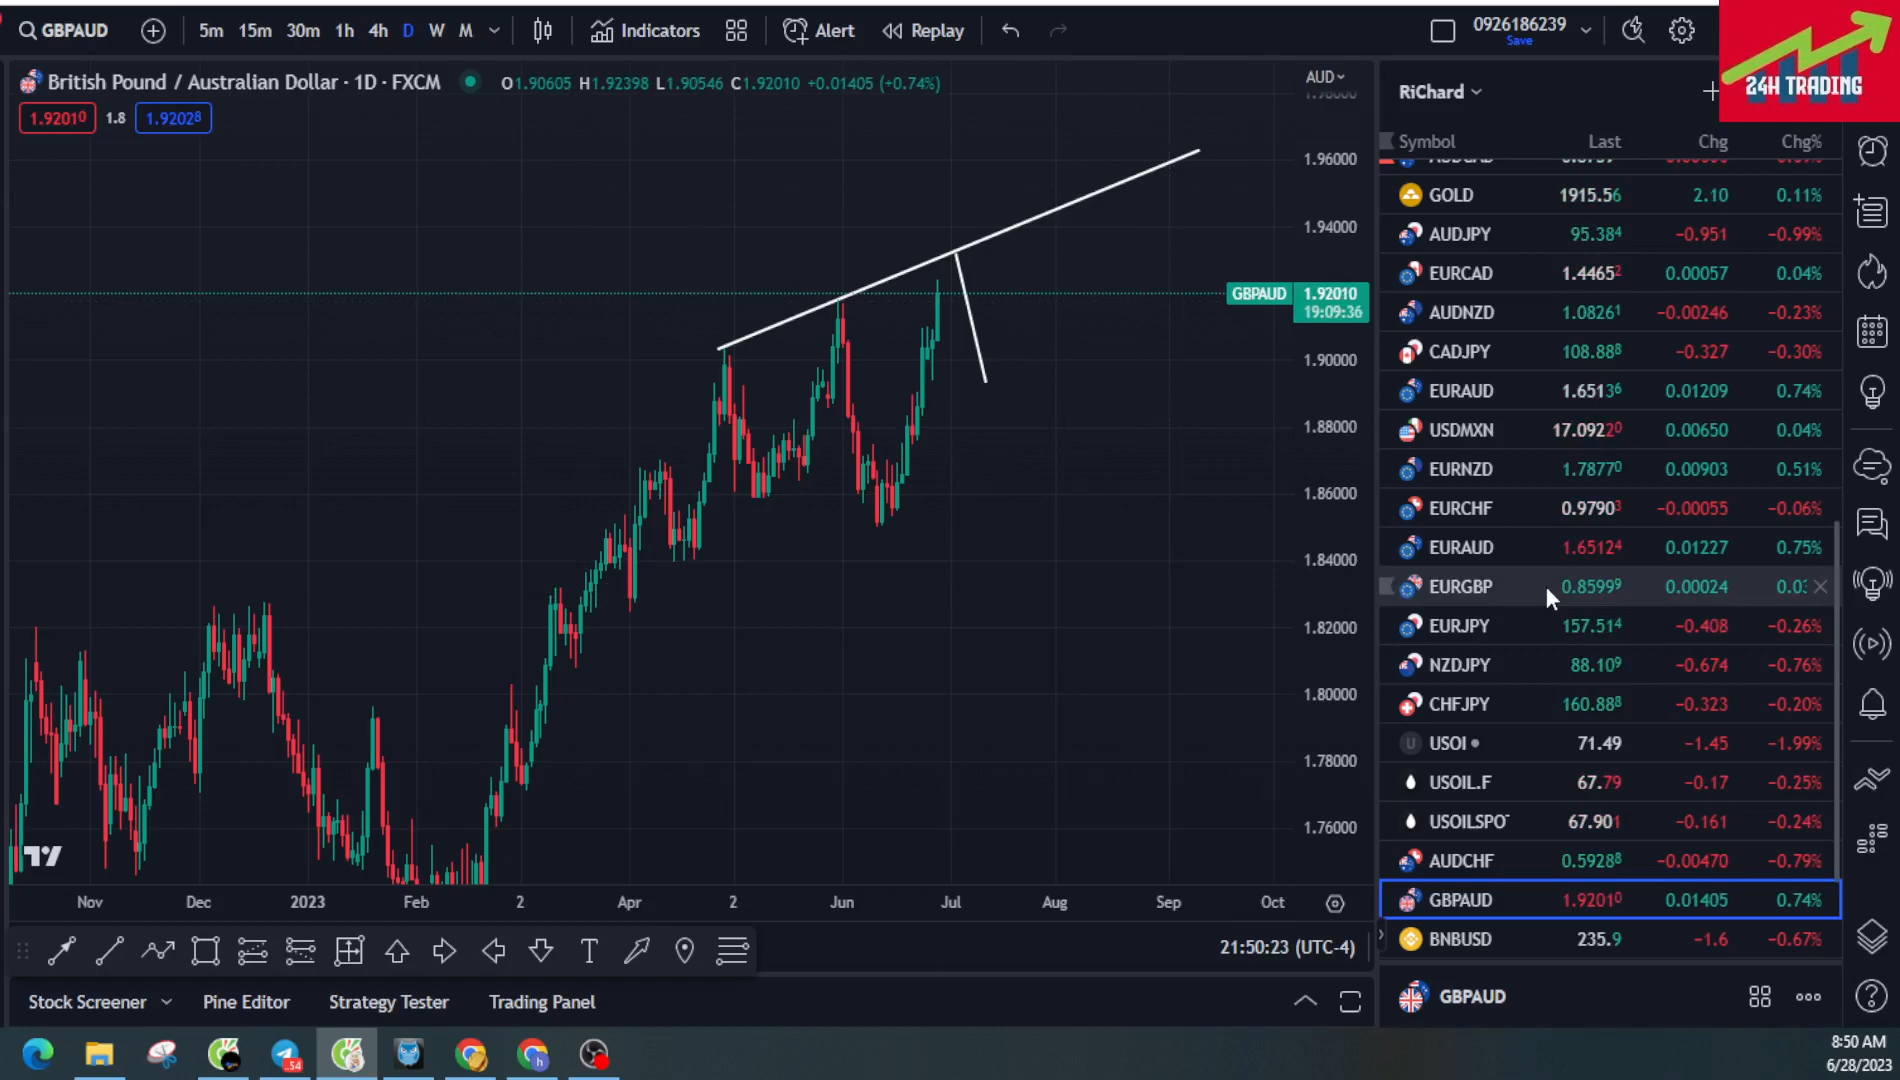 GBPAUD 5m 15m 30m 1h 4h D W M Indicators Alert Replay 0926186239
Save
24H TRADING
British Pound / Australian Dollar · 1D · FXCM O1.90605 H1.92398 L1.90546 C1.92010 +0.01405 (+0.74%)
1.92010 1.8 1.92028
AUD
1.96000
1.94000
GBPAUD 1.92010
19:09:36
1.90000
1.88000
1.86000
1.84000
1.82000
1.80000
1.78000
1.76000
Nov Dec 2023 Feb 2 Apr 2 Jun Jul Aug Sep Oct
21:50:23 (UTC-4)
Stock Screener Pine Editor Strategy Tester Trading Panel
RiChard
Symbol Last Chg Chg%
GOLD 1915.56 2.10 0.11%
AUDJPY 95.384 −0.951 −0.99%
EURCAD 1.44652 0.00057 0.04%
AUDNZD 1.08261 −0.00246 −0.23%
CADJPY 108.888 −0.327 −0.30%
EURAUD 1.65136 0.01209 0.74%
USDMXN 17.09220 0.00650 0.04%
EURNZD 1.78770 0.00903 0.51%
EURCHF 0.97903 −0.00055 −0.06%
EURAUD 1.65124 0.01227 0.75%
EURGBP 0.85999 0.00024
EURJPY 157.514 −0.408 −0.26%
NZDJPY 88.109 −0.674 −0.76%
CHFJPY 160.888 −0.323 −0.20%
USOI 71.49 −1.45 −1.99%
USOIL.F 67.79 −0.17 −0.25%
USOILSPO 67.901 −0.161 −0.24%
AUDCHF 0.59288 −0.00470 −0.79%
GBPAUD 1.92010 0.01405 0.74%
BNBUSD 235.9 −1.6 −0.67%
GBPAUD
54
8:50 AM
6/28/2023